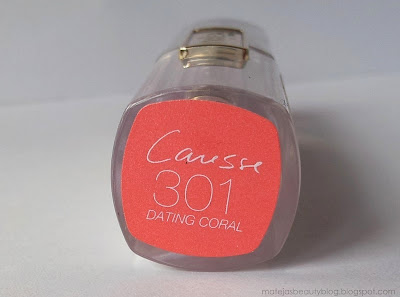 Caresse
301
DATING CORAL
matejasbeautyblog.blogspot.com